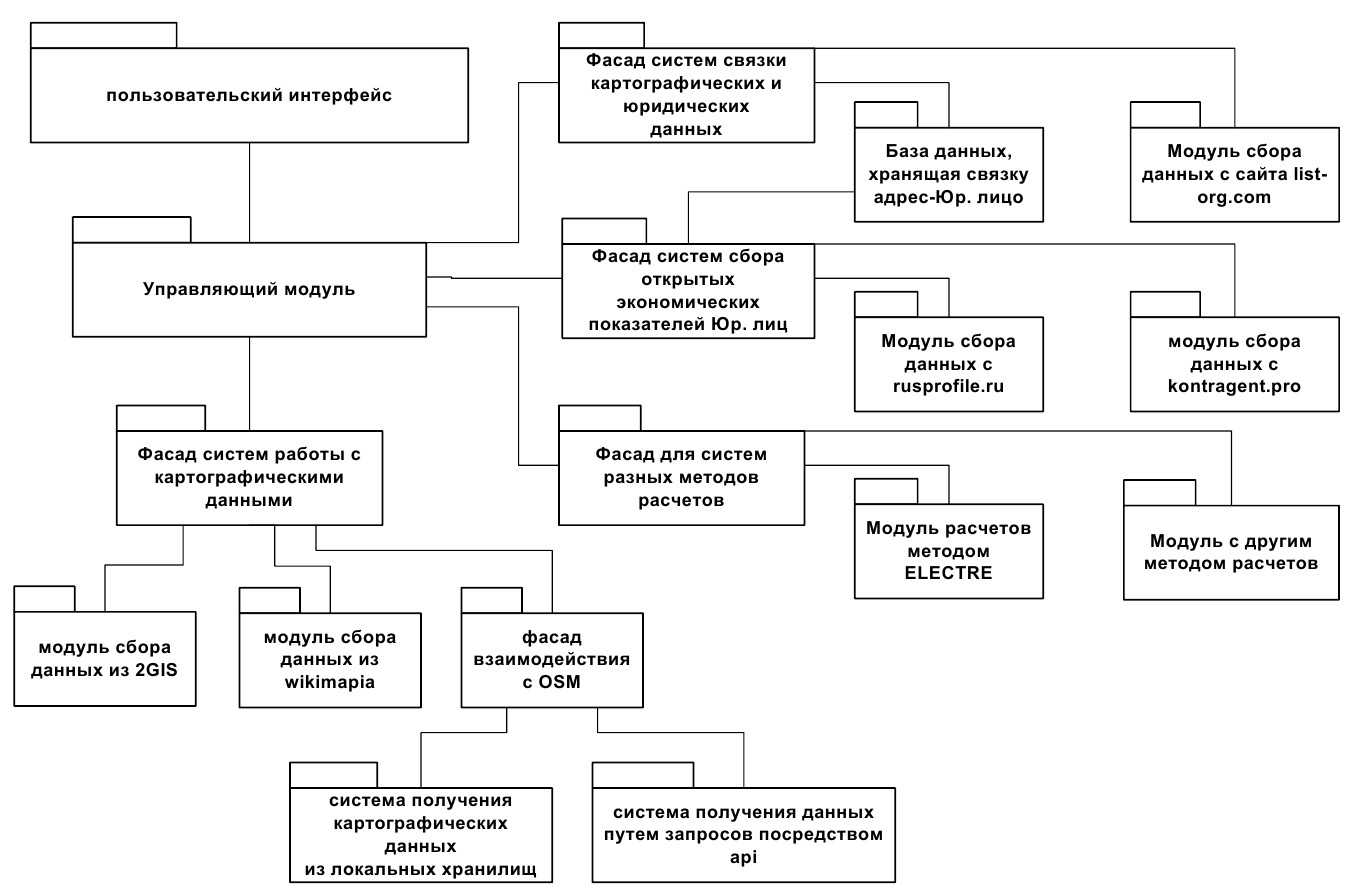 пользовательский интерфейс
Фасад систем связки
картографических и
юридических
данных
База данных,
хранящая связку
адрес-Юр. лицо
Модуль сбора
данных с сайта list-
org.com
Управляющий модуль
Фасад систем сбора
открытых
экономических
показателей Юр. лиц
Модуль сбора
данных с
rusprofile.ru
модуль сбора
данных с
kontragent.pro
Фасад систем работы с
картографическими
данными
Фасад для систем
разных методов
расчетов
Модуль расчетов
методом
ELECTRE
Модуль с другим
методом расчетов
модуль сбора
данных из 2GIS
модуль сбора
данных из
wikimapia
фасад
взаимодействия
с OSM
система получения
картографических
данных
из локальных хранилищ
система получения данных
путем запросов посредством
api